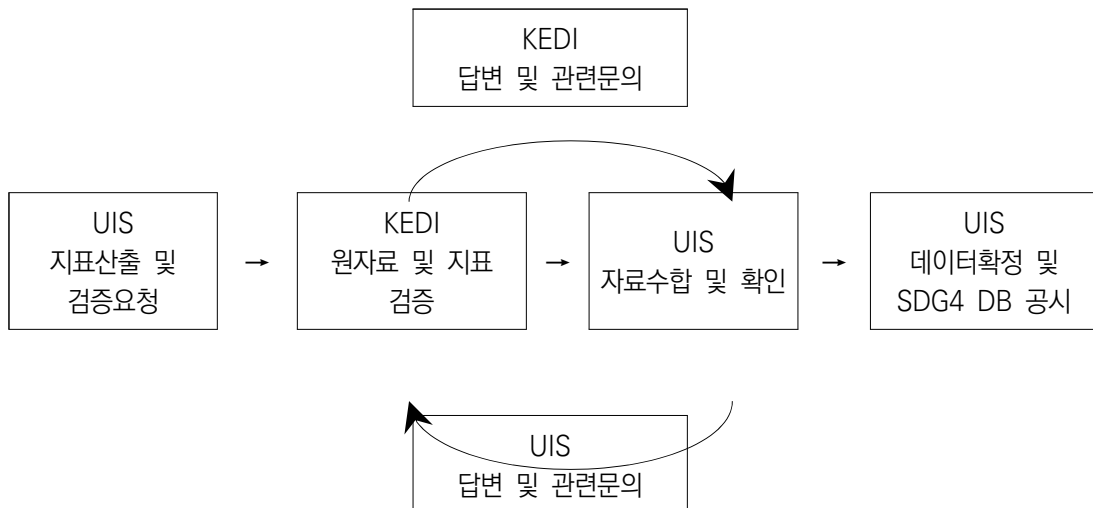 KEDI
답변 및 관련문의
UIS
지표산출 및
검증요청
→
KEDI
원자료 및 지표
검증
→
UIS
자료수합 및 확인
→
UIS
데이터확정 및
SDG4 DB 공시
UIS
답변 및 관련문의